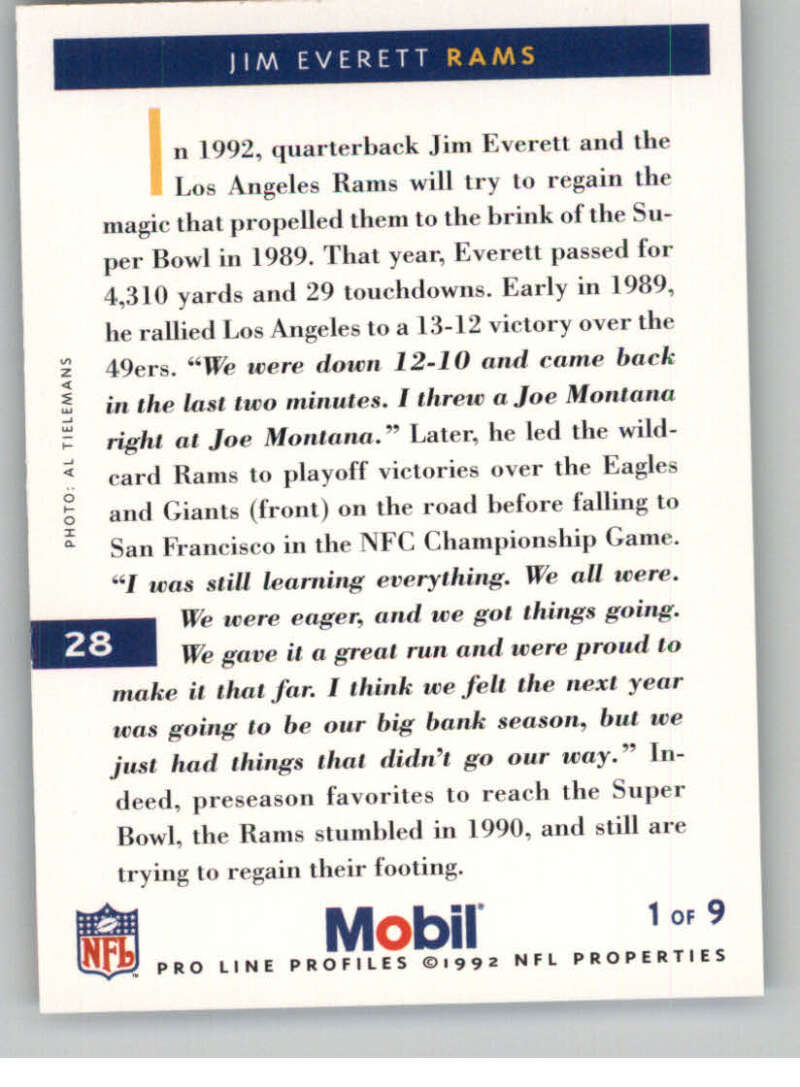 JIM EVERETT RAMS
In 1992, quarterback Jim Everett and the
Los Angeles Rams will try to regain the
magic that propelled them to the brink of the Su-
per Bowl in 1989. That year, Everett passed for
4,310 yards and 29 touchdowns. Early in 1989,
he rallied Los Angeles to a 13-12 victory over the
49ers. “We were down 12-10 and came back
in the last two minutes. I threw a Joe Montana
right at Joe Montana.” Later, he led the wild-
card Rams to playoff victories over the Eagles
and Giants (front) on the road before falling to
San Francisco in the NFC Championship Game.
“I was still learning everything. We all were.
We were eager, and we got things going.
We gave it a great run and were proud to
make it that far. I think we felt the next year
was going to be our big bank season, but we
just had things that didn’t go our way.” In-
deed, preseason favorites to reach the Super
Bowl, the Rams stumbled in 1990, and still are
trying to regain their footing.
PHOTO: AL TIELEMANS
28
NFL
TM
Mobil®
1 OF 9
PRO LINE PROFILES ©1992 NFL PROPERTIES